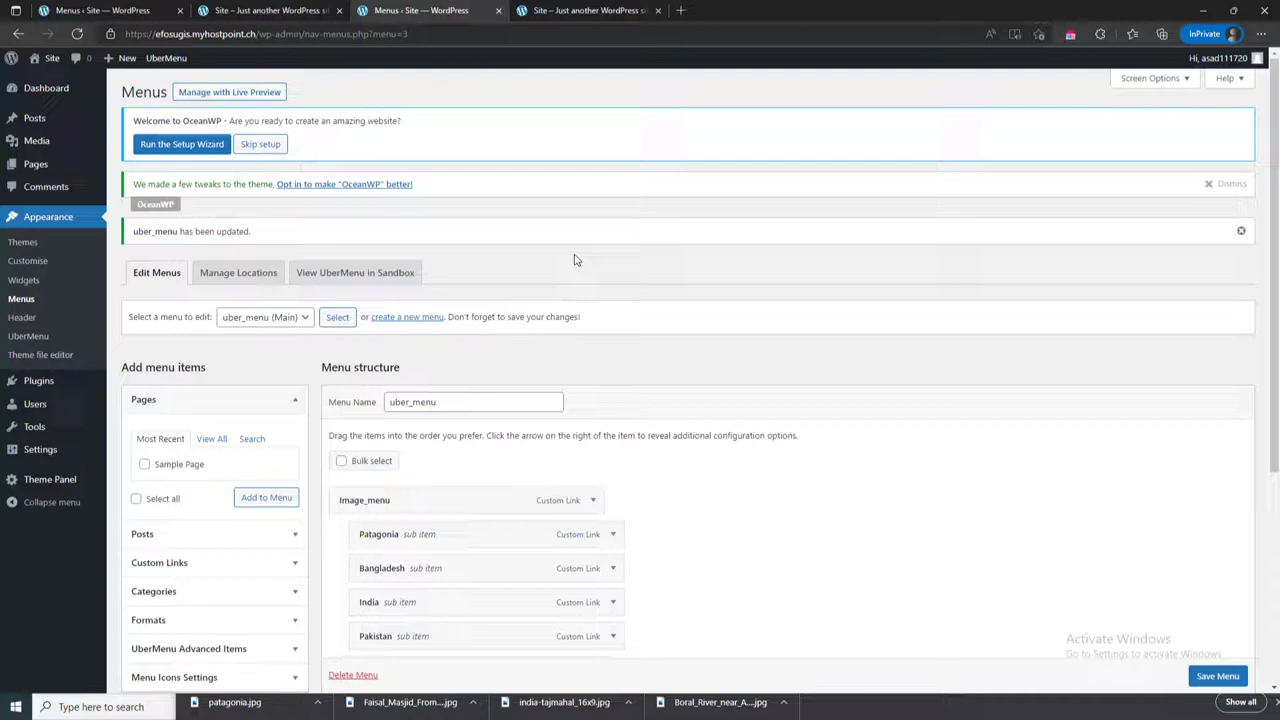 Menus ‹ Site — WordPress
Site – Just another WordPress si
Menus ‹ Site — WordPress
Site – Just another WordPress s
https://efosugis.myhostpoint.ch/wp-admin/nav-menus.php?menu=3
InPrivate
Site
0
New
UberMenu
Hi, asad111720
Dashboard
Posts
Media
Pages
Comments
Appearance
Themes
Customise
Widgets
Menus
Header
UberMenu
Theme file editor
Plugins
Users
Tools
Settings
Theme Panel
Collapse menu
Screen Options
Help
Menus
Manage with Live Preview
Welcome to OceanWP - Are you ready to create an amazing website?
Run the Setup Wizard
Skip setup
We made a few tweaks to the theme, Opt in to make "OceanWP" better!
Dismiss
OceanWP
uber_menu has been updated.
Edit Menus
Manage Locations
View UberMenu in Sandbox
Select a menu to edit: uber_menu (Main) Select or create a new menu. Don't forget to save your changes!
Add menu items
Pages
Most Recent View All Search
Sample Page
Select all
Add to Menu
Posts
Custom Links
Categories
Formats
UberMenu Advanced Items
Menu Icons Settings
Menu structure
Menu Name uber_menu
Drag the items into the order you prefer. Click the arrow on the right of the item to reveal additional configuration options.
Bulk select
Image_menu Custom Link
Patagonia sub item Custom Link
Bangladesh sub item Custom Link
India sub item Custom Link
Pakistan sub item Custom Link
Delete Menu
Save Menu
Activate Windows
Go to Settings to activate Windows.
Type here to search
patagonia.jpg
Faisal_Masjid_From....jpg
india-tajmahal_16x9.jpg
Boral_River_near_A....jpg
Show all